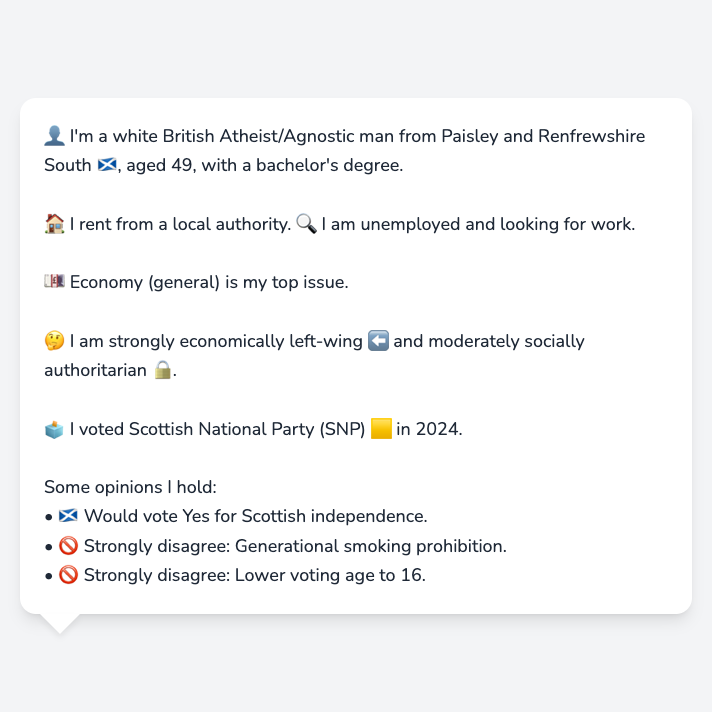 👤 I'm a white British Atheist/Agnostic man from Paisley and Renfrewshire
South 🏴󠁧󠁢󠁳󠁣󠁴󠁿, aged 49, with a bachelor's degree.
🏠 I rent from a local authority. 🔍 I am unemployed and looking for work.
💷 Economy (general) is my top issue.
🤔 I am strongly economically left-wing ⬅️ and moderately socially
authoritarian 🔒.
🗳️ I voted Scottish National Party (SNP) 🟨 in 2024.
Some opinions I hold:
• 🏴󠁧󠁢󠁳󠁣󠁴󠁿 Would vote Yes for Scottish independence.
• 🚫 Strongly disagree: Generational smoking prohibition.
• 🚫 Strongly disagree: Lower voting age to 16.